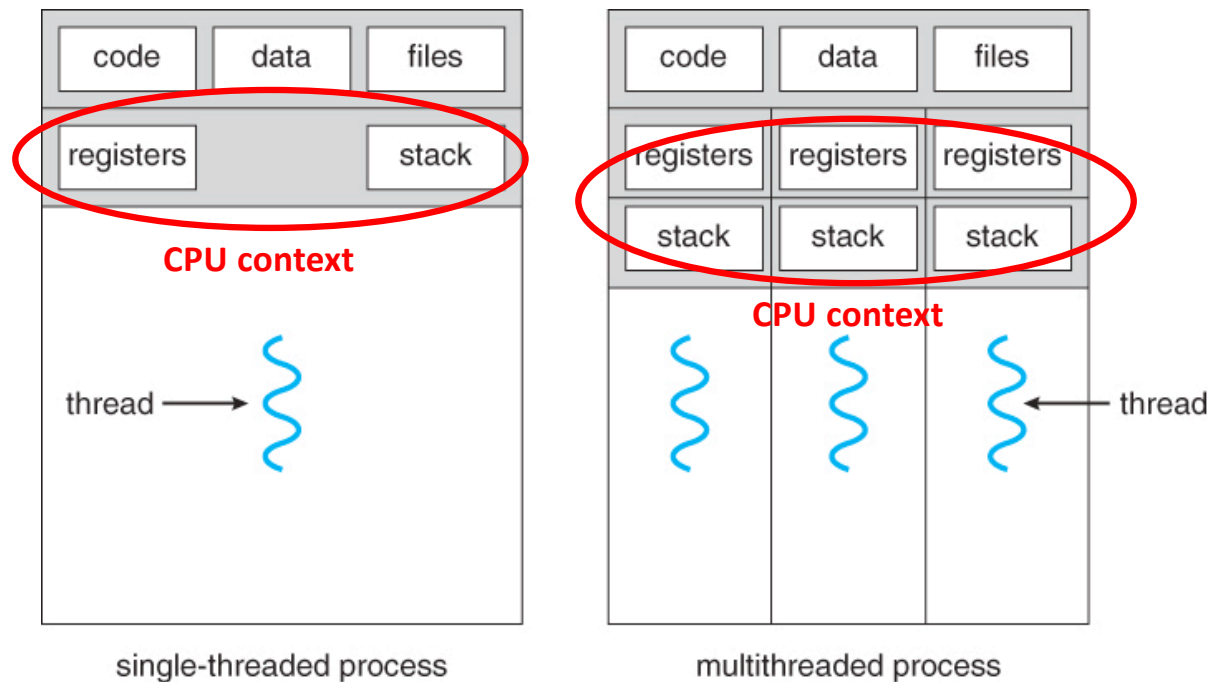 code data files
registers stack
CPU context
thread
single-threaded process
code data files
registers registers registers
stack stack stack
CPU context
thread
multithreaded process